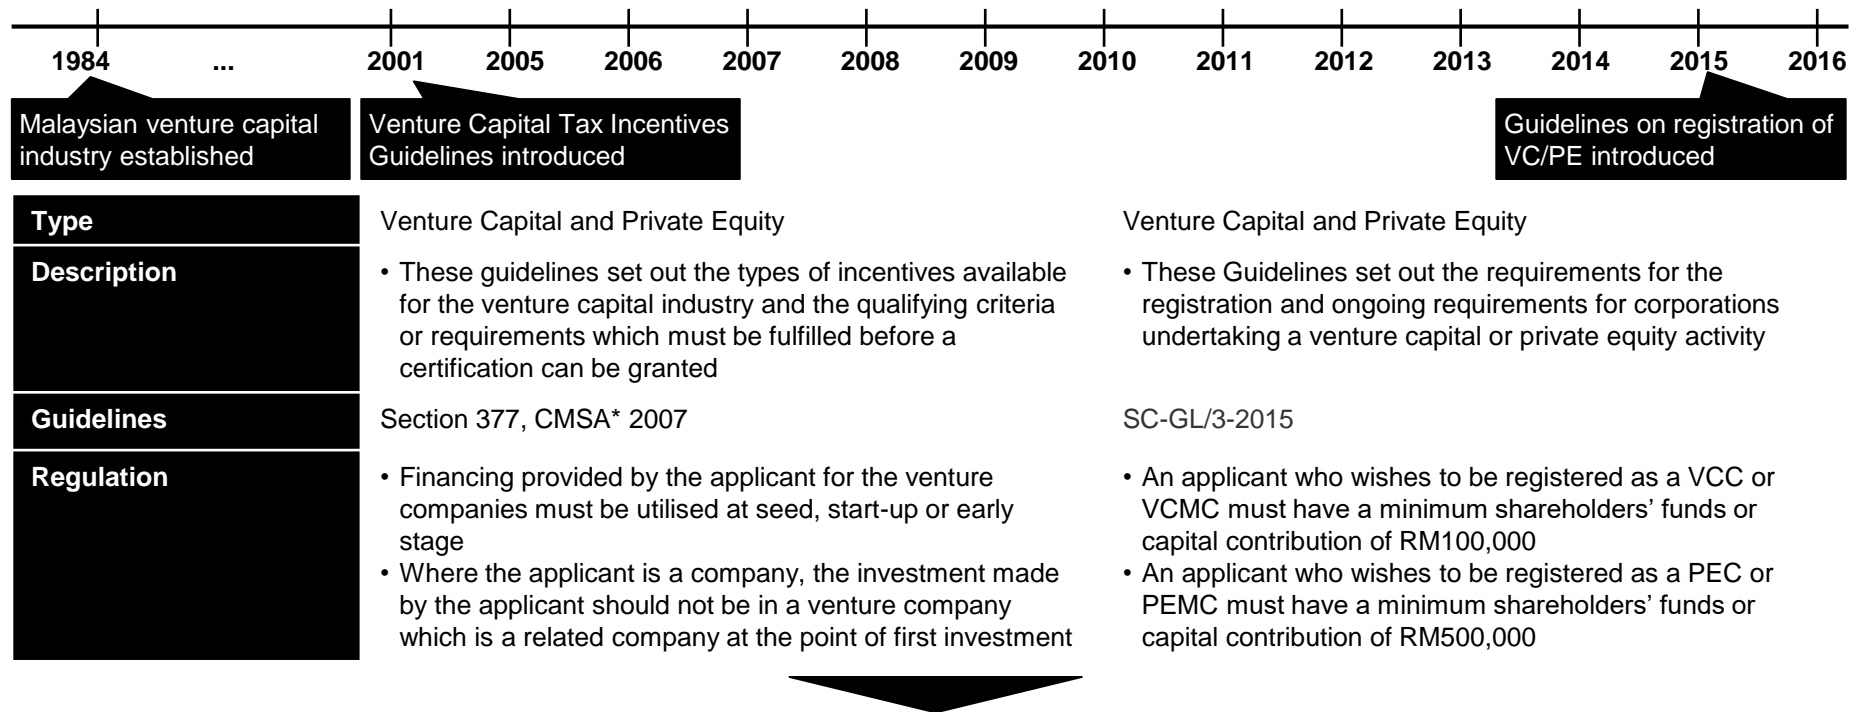 1984 ... 2001 2005 2006 2007 2008 2009 2010 2011 2012 2013 2014 2015 2016
Malaysian venture capital
industry established
Venture Capital Tax Incentives
Guidelines introduced
Guidelines on registration of
VC/PE introduced
Type
Venture Capital and Private Equity
Venture Capital and Private Equity
Description
• These guidelines set out the types of incentives available
for the venture capital industry and the qualifying criteria
or requirements which must be fulfilled before a
certification can be granted
• These Guidelines set out the requirements for the
registration and ongoing requirements for corporations
undertaking a venture capital or private equity activity
Guidelines
Section 377, CMSA* 2007
SC-GL/3-2015
Regulation
• Financing provided by the applicant for the venture
companies must be utilised at seed, start-up or early
stage
• Where the applicant is a company, the investment made
by the applicant should not be in a venture company
which is a related company at the point of first investment
• An applicant who wishes to be registered as a VCC or
VCMC must have a minimum shareholders’ funds or
capital contribution of RM100,000
• An applicant who wishes to be registered as a PEC or
PEMC must have a minimum shareholders’ funds or
capital contribution of RM500,000